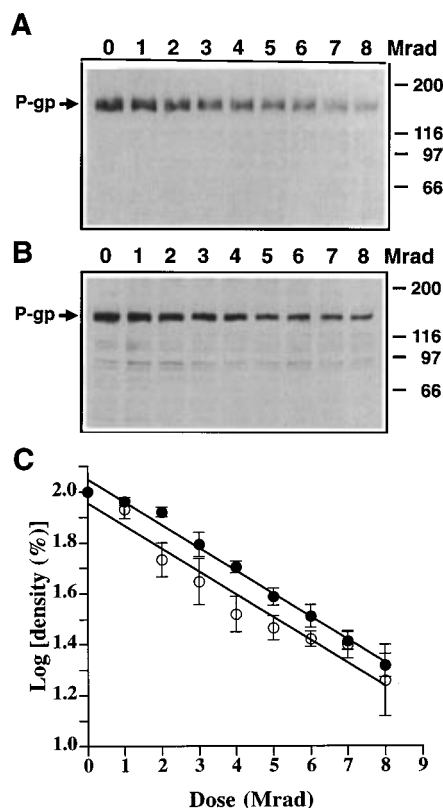 A
0 1 2 3 4 5 6 7 8 Mrad
P-gp
200
116
97
66
B
0 1 2 3 4 5 6 7 8 Mrad
P-gp
200
116
97
66
C
Log [density (%)]
2.0
1.8
1.6
1.4
1.2
1.0
0 1 2 3 4 5 6 7 8 9
Dose (Mrad)